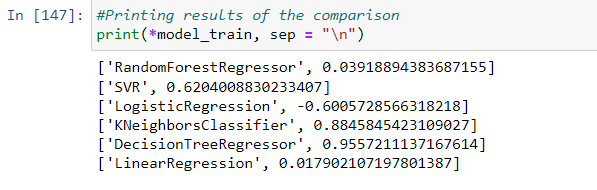 In [147]: #Printing results of the comparison
print(*model_train, sep = "\n")
['RandomForestRegressor', 0.03918894383687155]
['SVR', 0.6204008830233407]
['LogisticRegression', -0.6005728566318218]
['KNeighborsClassifier', 0.8845845423109027]
['DecisionTreeRegressor', 0.9557211137167614]
['LinearRegression', 0.017902107197801387]